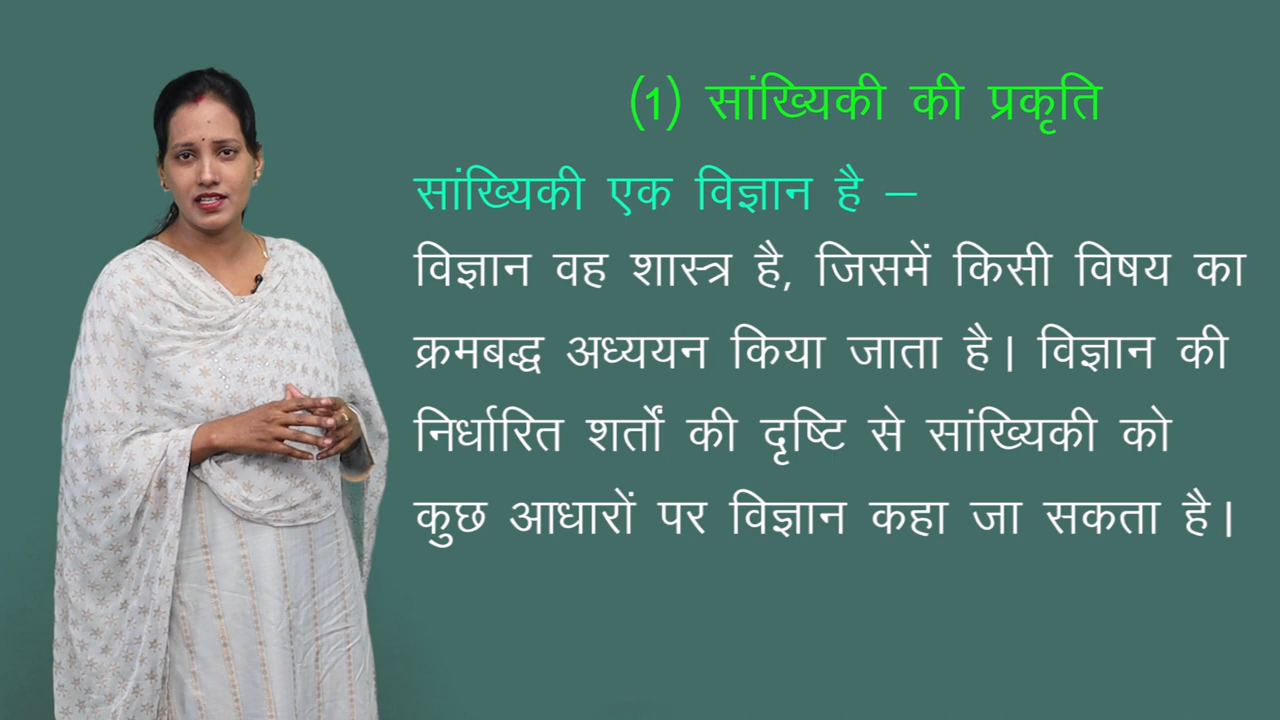 (1) सांख्यिकी की प्रकृति
सांख्यिकी एक विज्ञान है –
विज्ञान वह शास्त्र है, जिसमें किसी विषय का
क्रमबद्ध अध्ययन किया जाता है। विज्ञान की
निर्धारित शर्तों की दृष्टि से सांख्यिकी को
कुछ आधारों पर विज्ञान कहा जा सकता है।